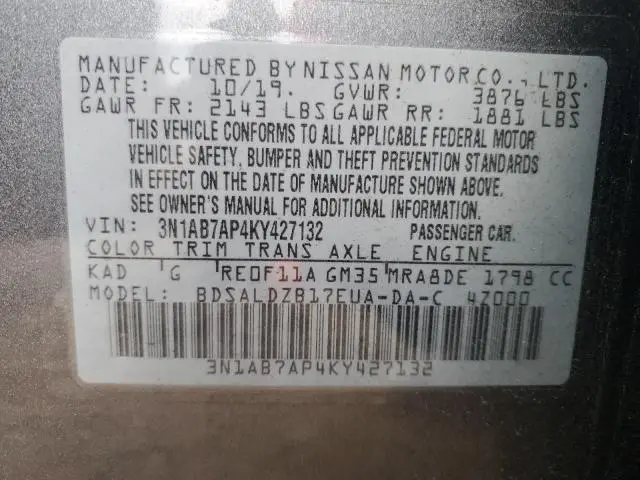 MANUFACTURED BY NISSAN MOTOR CO., LTD.
DATE: 10/19. GVWR: 3876 LBS
GAWR FR: 2143 LBS GAWR RR: 1881 LBS
THIS VEHICLE CONFORMS TO ALL APPLICABLE FEDERAL MOTOR
VEHICLE SAFETY, BUMPER AND THEFT PREVENTION STANDARDS
IN EFFECT ON THE DATE OF MANUFACTURE SHOWN ABOVE.
SEE OWNER'S MANUAL FOR ADDITIONAL INFORMATION.
VIN: 3N1AB7AP4KY427132 PASSENGER CAR.
COLOR TRIM TRANS AXLE ENGINE
KAD G RE0F11A GM35 MRA8DE 1798 CC
MODEL: BDSALDZB17EUA-DA-C 4Z000
3N1AB7AP4KY427132